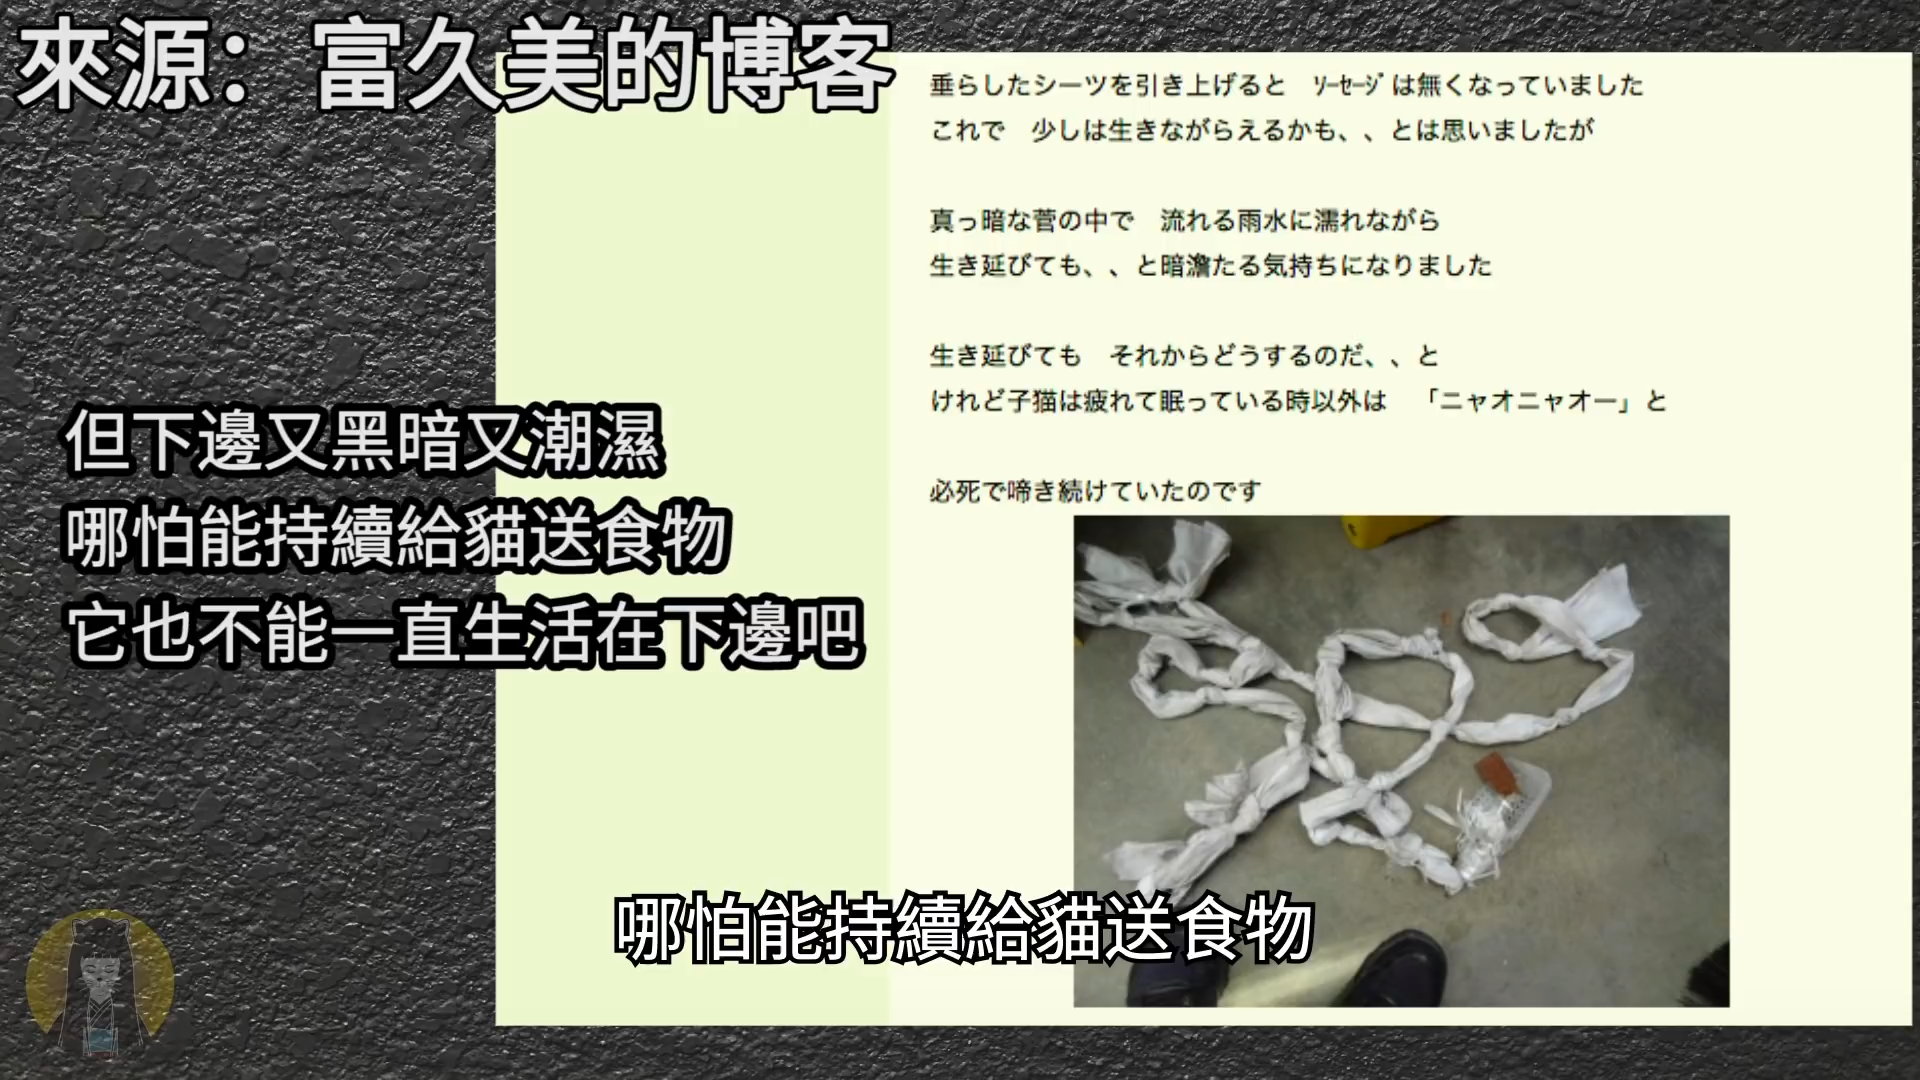 來源：富久美的博客
垂らしたシーツを引き上げると　ｿｰｾｰｼﾞは無くなっていました
これで　少しは生きながらえるかも、、とは思いましたが
真っ暗な菅の中で　流れる雨水に濡れながら
生き延びても、、と暗澹たる気持ちになりました
生き延びても　それからどうするのだ、、と
けれど子猫は疲れて眠っている時以外は　「ニャオニャオー」と
必死で啼き続けていたのです
但下邊又黑暗又潮濕
哪怕能持續給貓送食物
它也不能一直生活在下邊吧
哪怕能持續給貓送食物